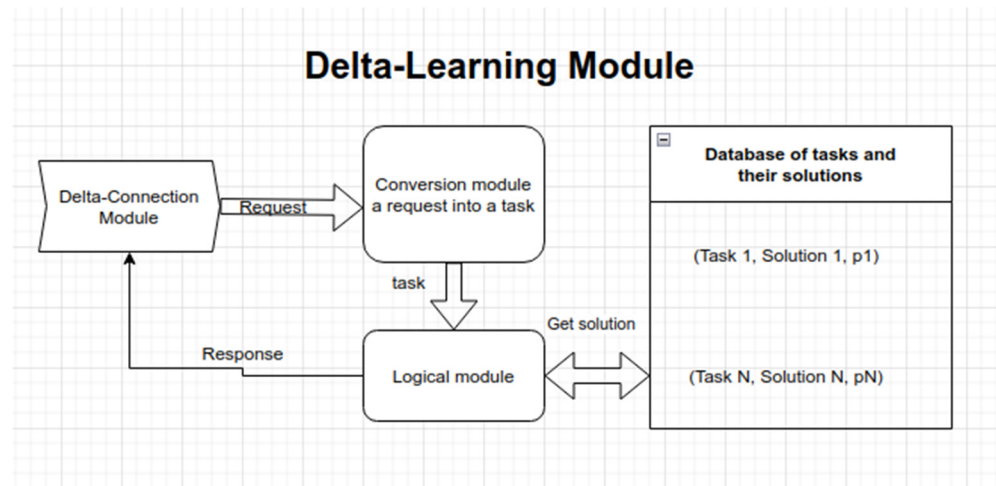 Delta-Learning Module
Delta-Connection
Module
Request
Conversion module
a request into a task
Database of tasks and
their solutions
(Task 1, Solution 1, p1)
task
Get solution
Response
Logical module
(Task N, Solution N, pN)